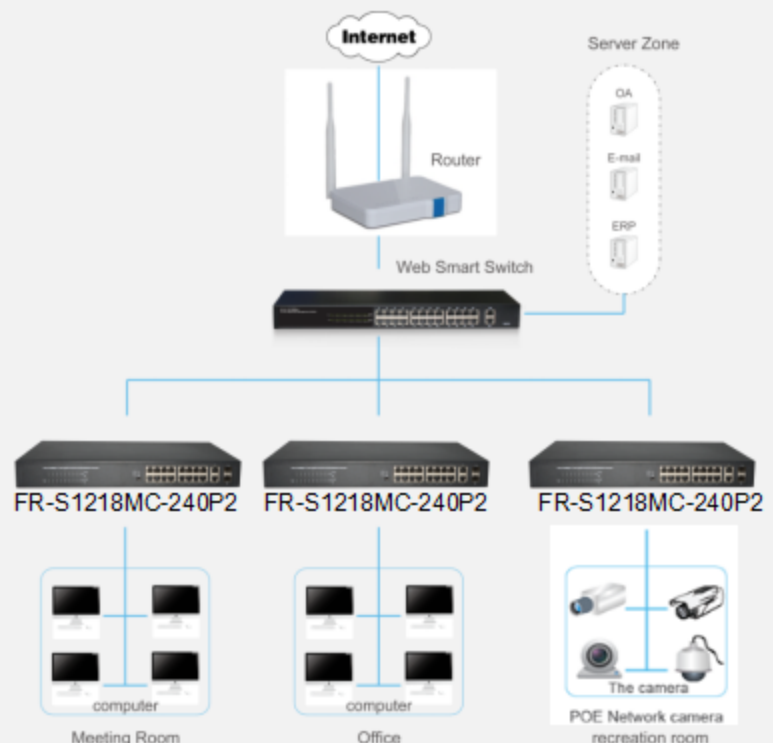 Internet
Server Zone
OA
Router
E-mail
ERP
Web Smart Switch
FR-S1218MC-240P2
FR-S1218MC-240P2
FR-S1218MC-240P2
computer
computer
The camera
POE Network camera
Meeting Room
Office
recreation room